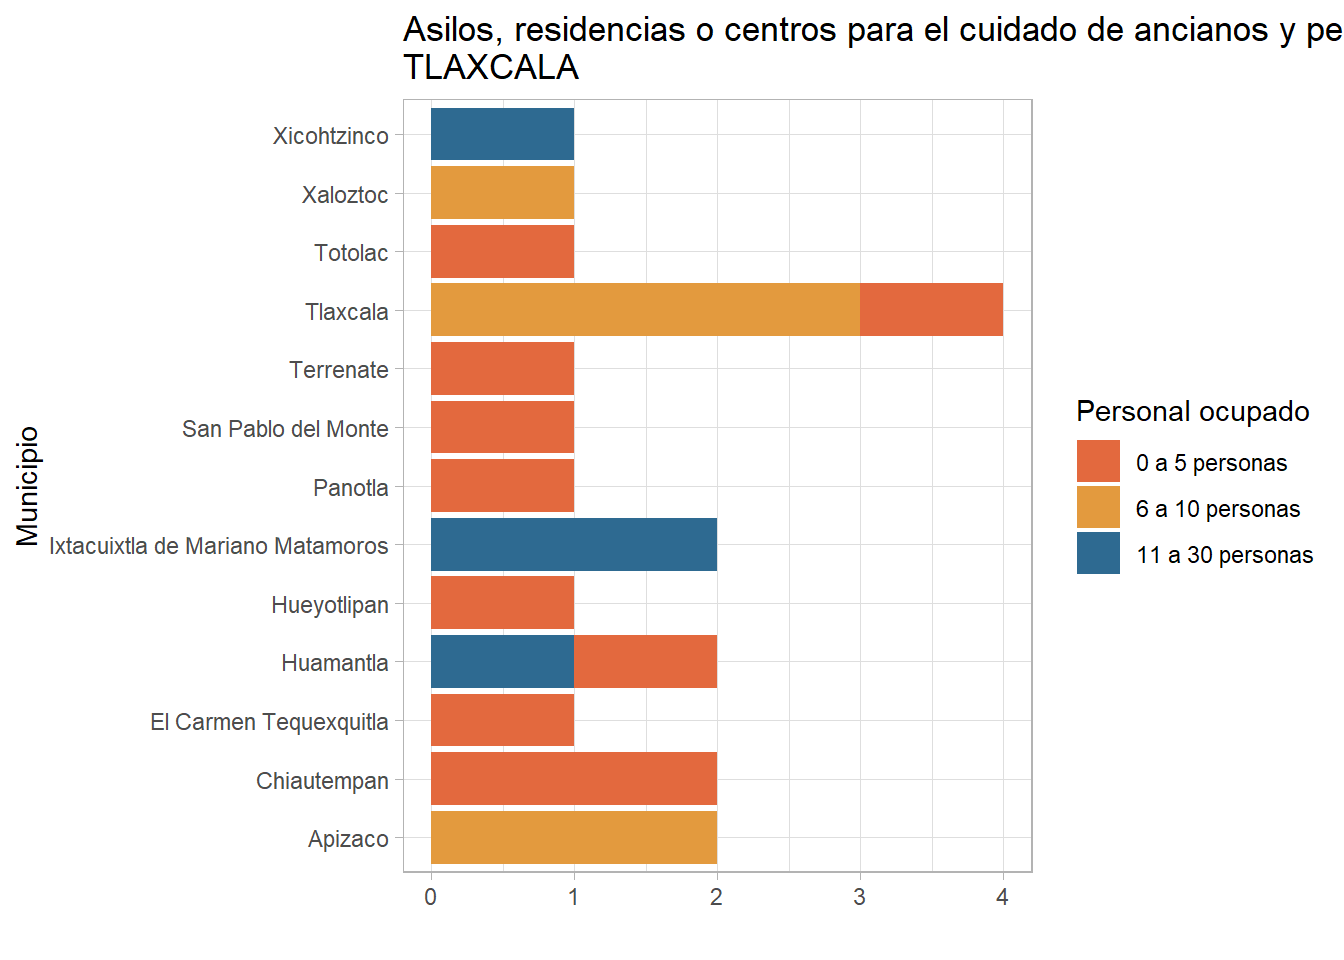 Asilos, residencias o centros para el cuidado de ancianos y pe
TLAXCALA
Municipio
Xicohtzinco
Xaloztoc
Totolac
Tlaxcala
Terrenate
San Pablo del Monte
Panotla
Ixtacuixtla de Mariano Matamoros
Hueyotlipan
Huamantla
El Carmen Tequexquitla
Chiautempan
Apizaco
0 1 2 3 4
Personal ocupado
0 a 5 personas
6 a 10 personas
11 a 30 personas